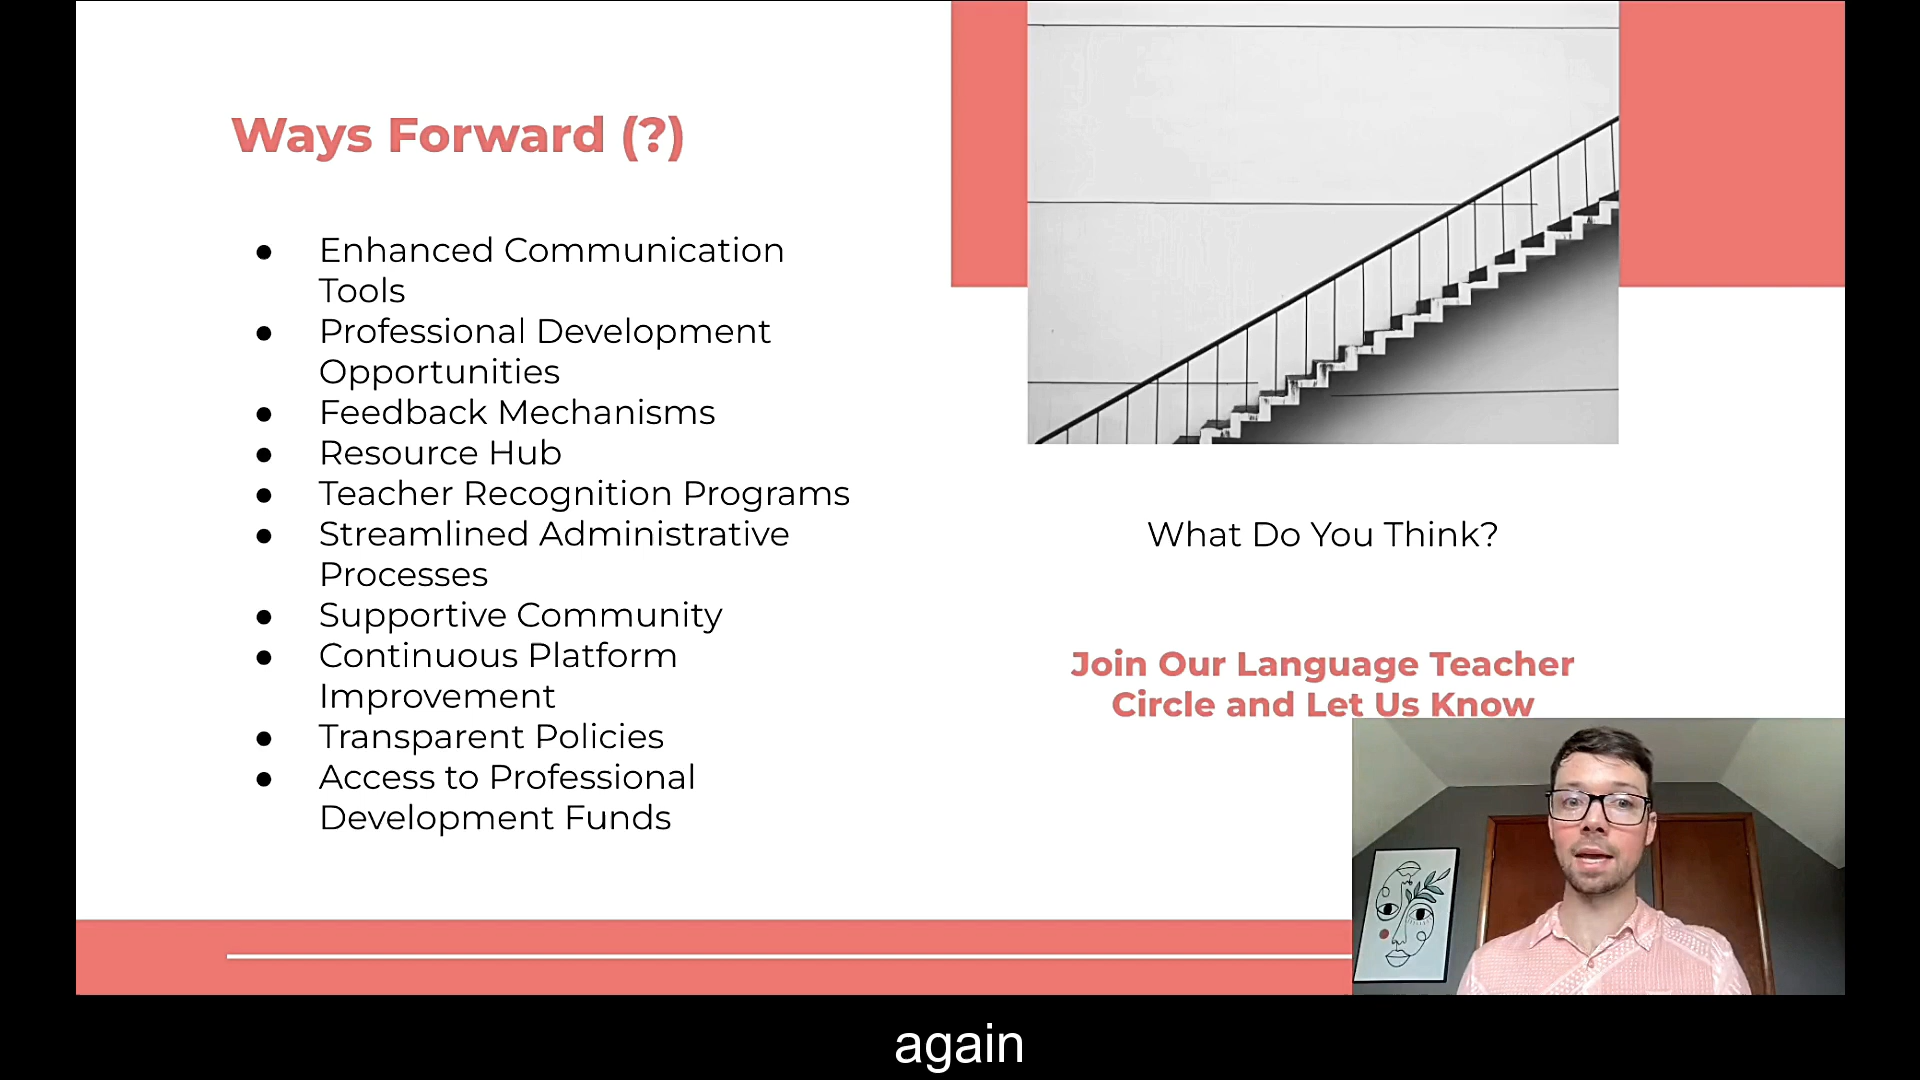 Ways Forward (?)
● Enhanced Communication
Tools
● Professional Development
Opportunities
● Feedback Mechanisms
● Resource Hub
● Teacher Recognition Programs
● Streamlined Administrative
Processes
● Supportive Community
● Continuous Platform
Improvement
● Transparent Policies
● Access to Professional
Development Funds
What Do You Think?
Join Our Language Teacher
Circle and Let Us Know
again